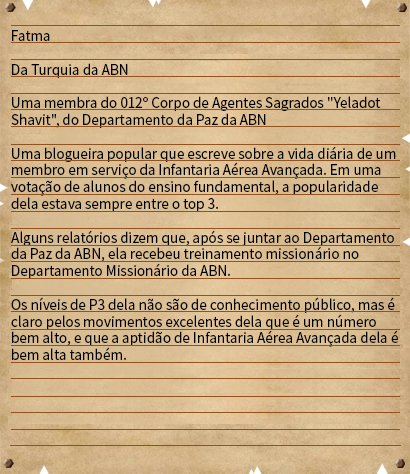 Fatma
Da Turquia da ABN
Uma membra do 012º Corpo de Agentes Sagrados "Yeladot
Shavit", do Departamento da Paz da ABN
Uma blogueira popular que escreve sobre a vida diária de um
membro em serviço da Infantaria Aérea Avançada. Em uma
votação de alunos do ensino fundamental, a popularidade
dela estava sempre entre o top 3.
Alguns relatórios dizem que, após se juntar ao Departamento
da Paz da ABN, ela recebeu treinamento missionário no
Departamento Missionário da ABN.
Os níveis de P3 dela não são de conhecimento público, mas é
claro pelos movimentos excelentes dela que é um número
bem alto, e que a aptidão de Infantaria Aérea Avançada dela é
bem alta também.